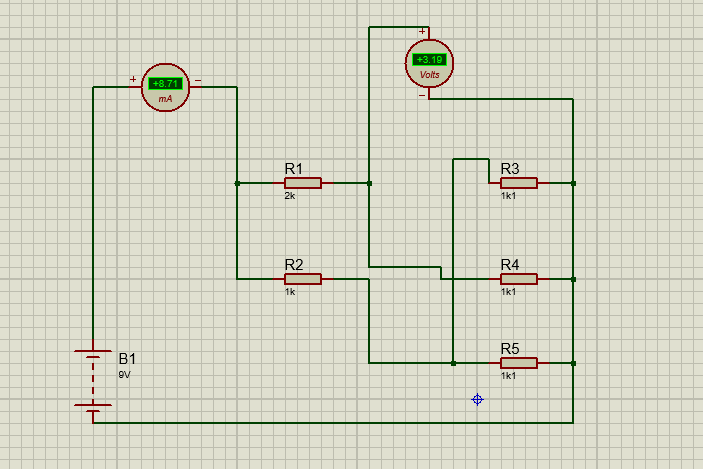 +
+3.19
Volts
−
+
+8.71
−
mA
R1
2k
R3
1k1
R2
1k
R4
1k1
B1
9V
R5
1k1